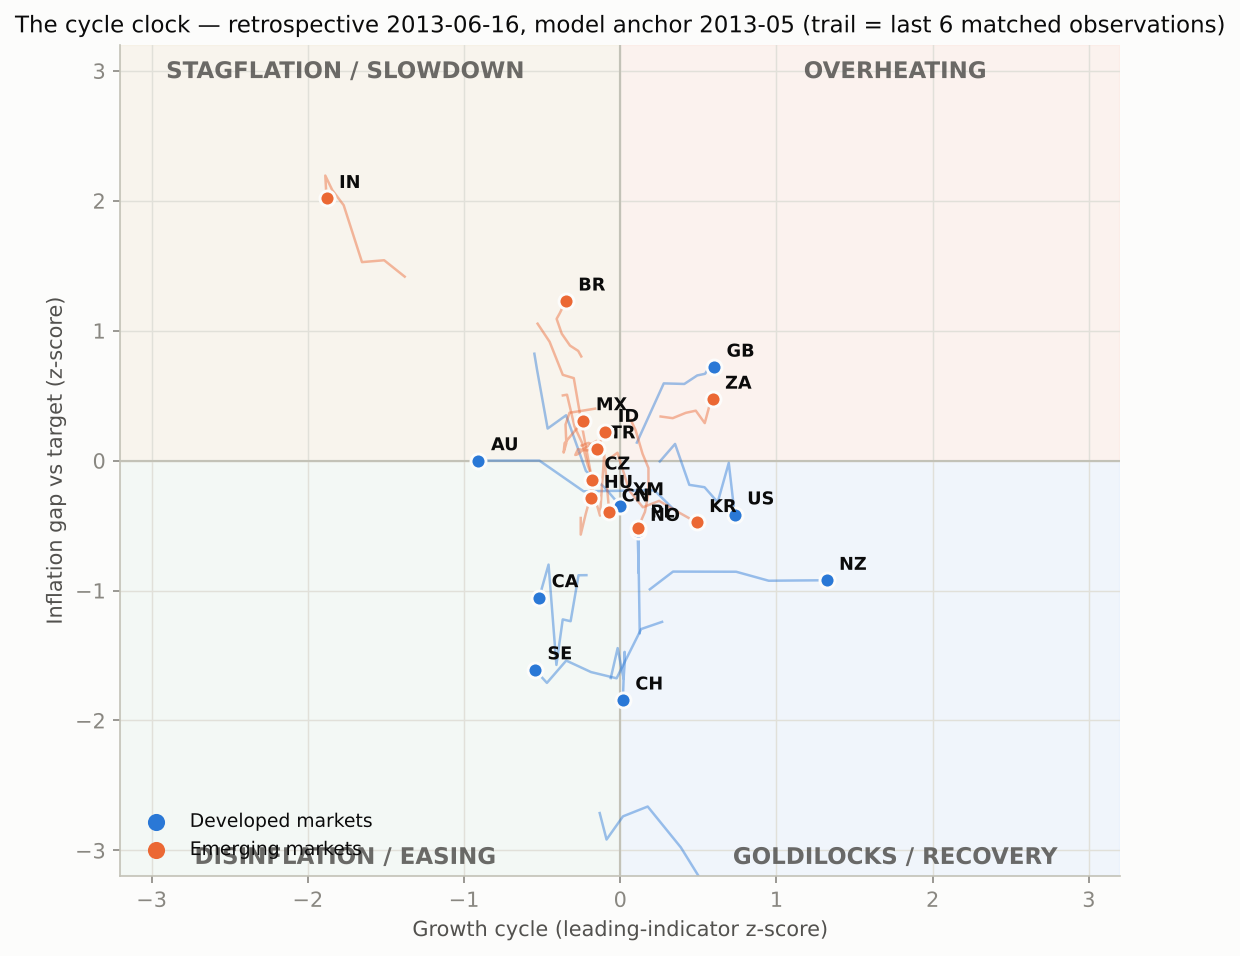 The cycle clock — retrospective 2013-06-16, model anchor 2013-05 (trail = last 6 matched observations)
STAGFLATION / SLOWDOWN
OVERHEATING
3
2
1
0
−1
−2
−3
Inflation gap vs target (z-score)
IN
BR
GB
ZA
MX
ID
TR
AU
CZ
HU
XM
CN
US
KR
PL
NO
NZ
CA
SE
CH
Developed markets
Emerging markets
DISINFLATION / EASING
GOLDILOCKS / RECOVERY
−3
−2
−1
0
1
2
3
Growth cycle (leading-indicator z-score)